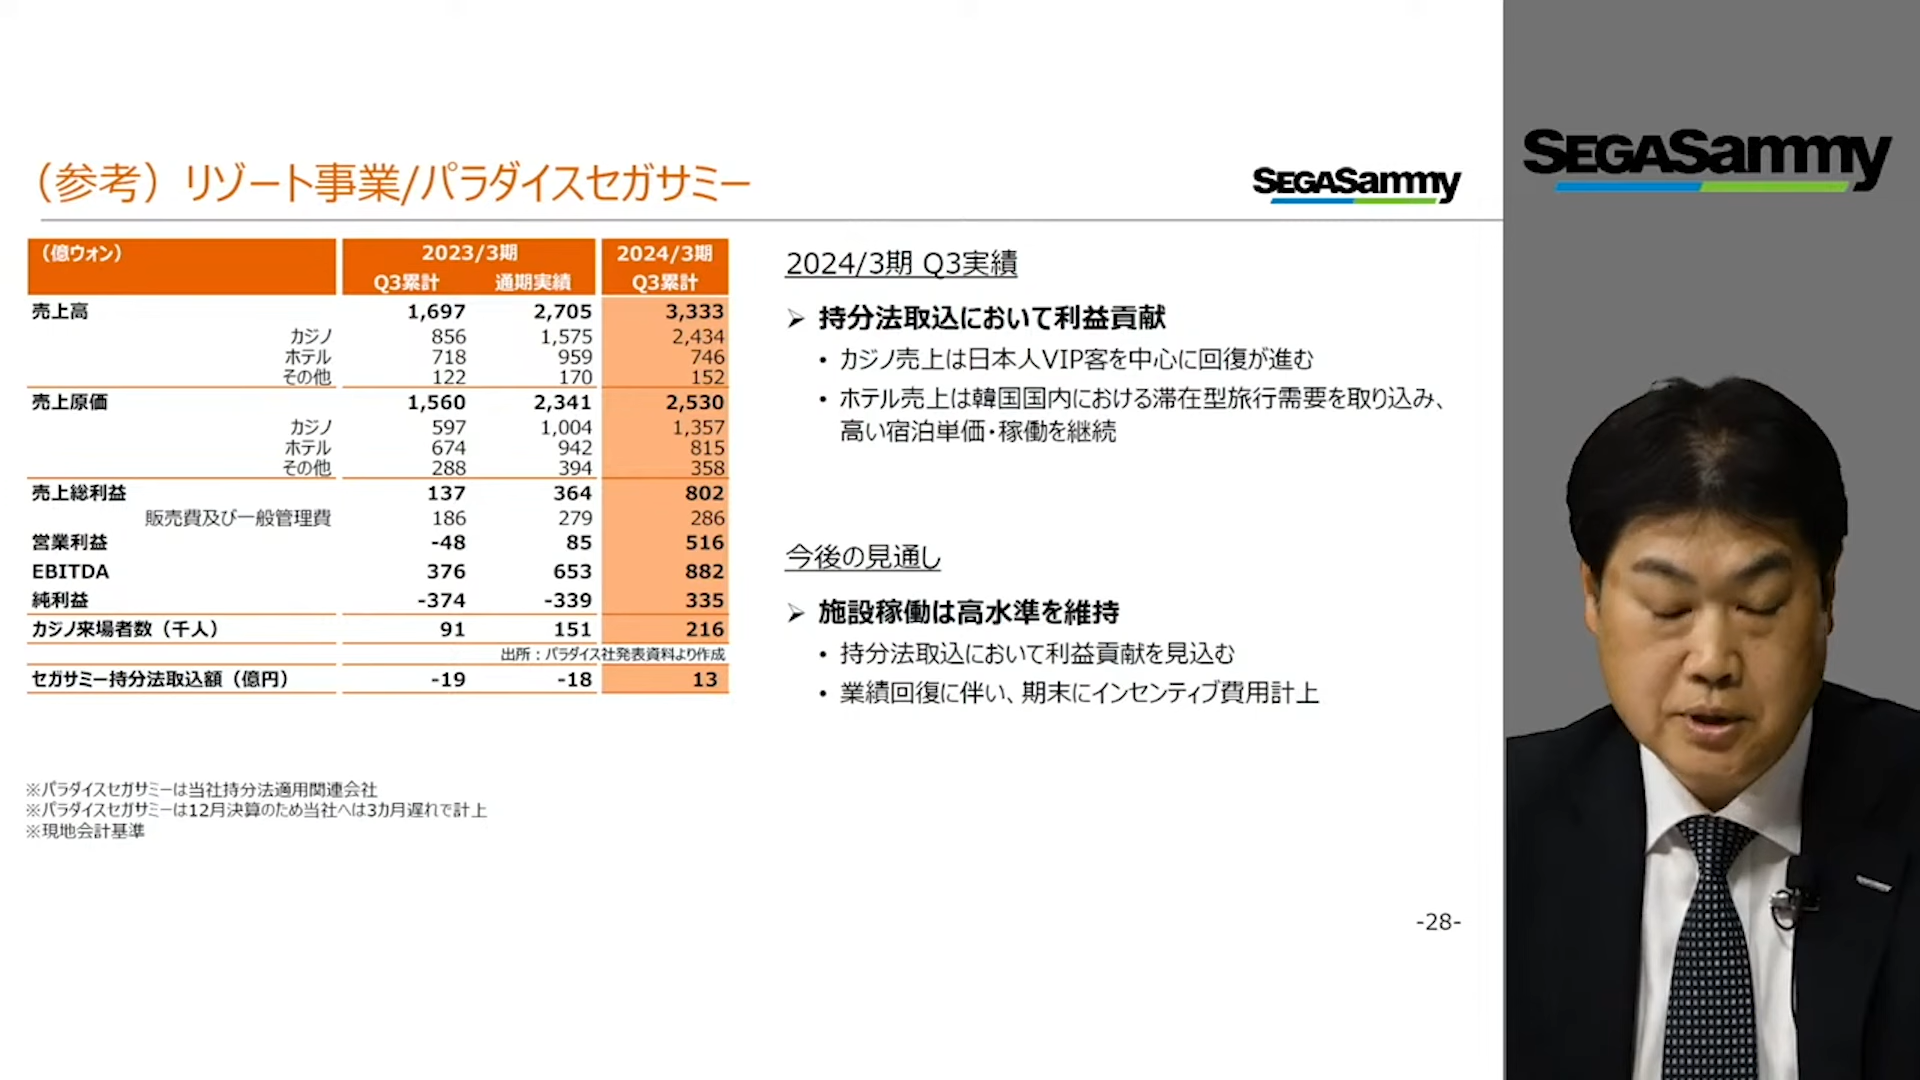 （参考）リゾート事業/パラダイスセガサミー
SEGASammy
SEGASammy
（億ウォン） 2023/3期 2024/3期
Q3累計 通期実績 Q3累計
売上高 1,697 2,705 3,333
カジノ 856 1,575 2,434
ホテル 718 959 746
その他 122 170 152
売上原価 1,560 2,341 2,530
カジノ 597 1,004 1,357
ホテル 674 942 815
その他 288 394 358
売上総利益 137 364 802
販売費及び一般管理費 186 279 286
営業利益 -48 85 516
EBITDA 376 653 882
純利益 -374 -339 335
カジノ来場者数（千人） 91 151 216
出所：パラダイス社発表資料より作成
セガサミー持分法取込額（億円） -19 -18 13
※パラダイスセガサミーは当社持分法適用関連会社
※パラダイスセガサミーは12月決算のため当社へは3カ月遅れで計上
※現地会計基準
2024/3期 Q3実績
➢ 持分法取込において利益貢献
• カジノ売上は日本人VIP客を中心に回復が進む
• ホテル売上は韓国国内における滞在型旅行需要を取り込み、
高い宿泊単価・稼働を継続
今後の見通し
➢ 施設稼働は高水準を維持
• 持分法取込において利益貢献を見込む
• 業績回復に伴い、期末にインセンティブ費用計上
-28-